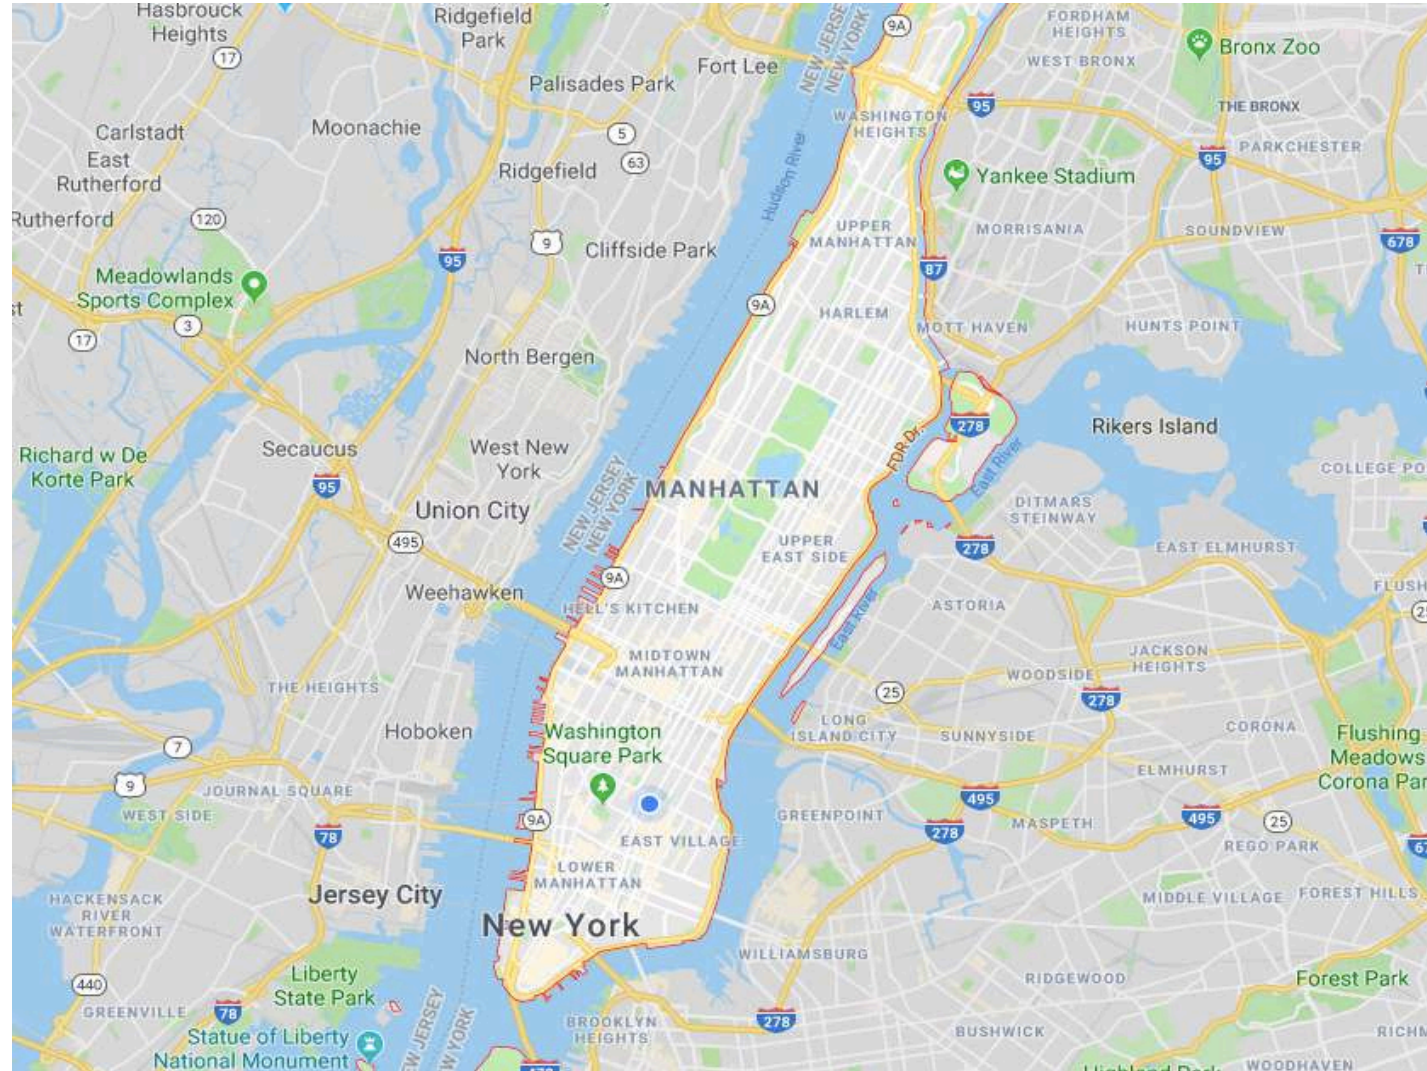 Hasbrouck
Heights
17
Ridgefield
Park
Fort Lee
NEW JERSEY
NEW YORK
9A
FORDHAM
HEIGHTS
WEST BRONX
Bronx Zoo
THE BRONX
Palisades Park
Carlstadt
Moonachie
5
63
WASHINGTON
HEIGHTS
95
95
PARKCHESTER
East
Rutherford
Ridgefield
Hudson River
Yankee Stadium
Rutherford
120
9
Cliffside Park
UPPER
MANHATTAN
MORRISANIA
SOUNDVIEW
678
95
87
Meadowlands
Sports Complex
3
17
9A
HARLEM
MOTT HAVEN
HUNTS POINT
North Bergen
278
Rikers Island
FDR Dr.
East River
Richard w De
Korte Park
Secaucus
95
West New
York
Union City
495
NEW JERSEY
NEW YORK
MANHATTAN
COLLEGE PO
DITMARS
STEINWAY
UPPER
EAST SIDE
278
EAST ELMHURST
Weehawken
9A
HELL'S KITCHEN
East River
ASTORIA
FLUSH
THE HEIGHTS
MIDTOWN
MANHATTAN
25
WOODSIDE
JACKSON
HEIGHTS
278
Hoboken
Washington
Square Park
LONG
ISLAND CITY
SUNNYSIDE
CORONA
Flushing
Meadows
Corona Par
7
9
JOURNAL SQUARE
WEST SIDE
78
9A
EAST VILLAGE
GREENPOINT
495
278
MASPETH
ELMHURST
495
25
REGO PARK
LOWER
MANHATTAN
Jersey City
New York
HACKENSACK
RIVER
WATERFRONT
MIDDLE VILLAGE
FOREST HILLS
WILLIAMSBURG
RIDGEWOOD
Forest Park
440
GREENVILLE
78
Liberty
State Park
Statue of Liberty
National Monument
BROOKLYN
HEIGHTS
278
BUSHWICK
RICHM
WOODHAVEN